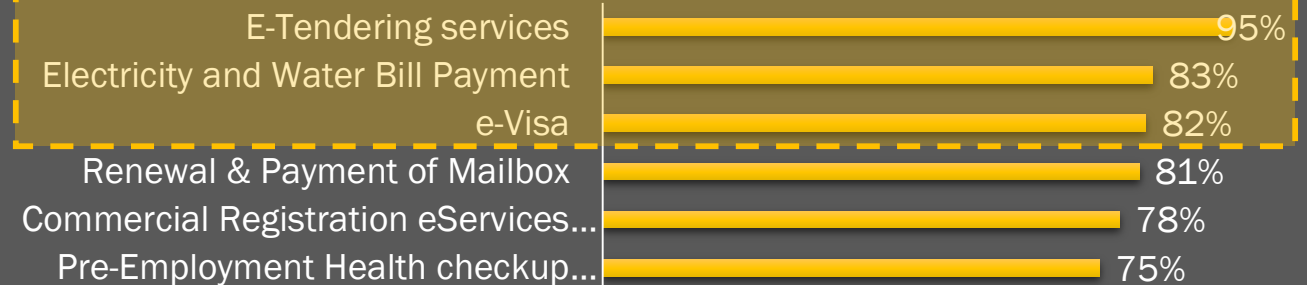 E-Tendering services 95%
Electricity and Water Bill Payment 83%
e-Visa 82%
Renewal & Payment of Mailbox 81%
Commercial Registration eServices... 78%
Pre-Employment Health checkup... 75%